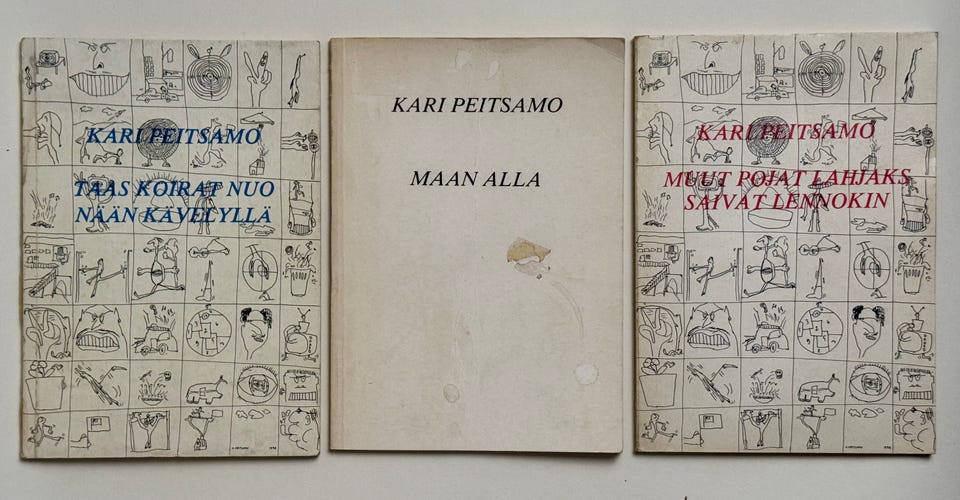 KARI PEITSAMO
TAAS KOIRAT NUO
NÄÄN KÄVELYLLÄ
KARI PEITSAMO
MAAN ALLA
KARI PEITSAMO
MUUT POJAT LAHJAKS
SAIVAT LENNOKIN